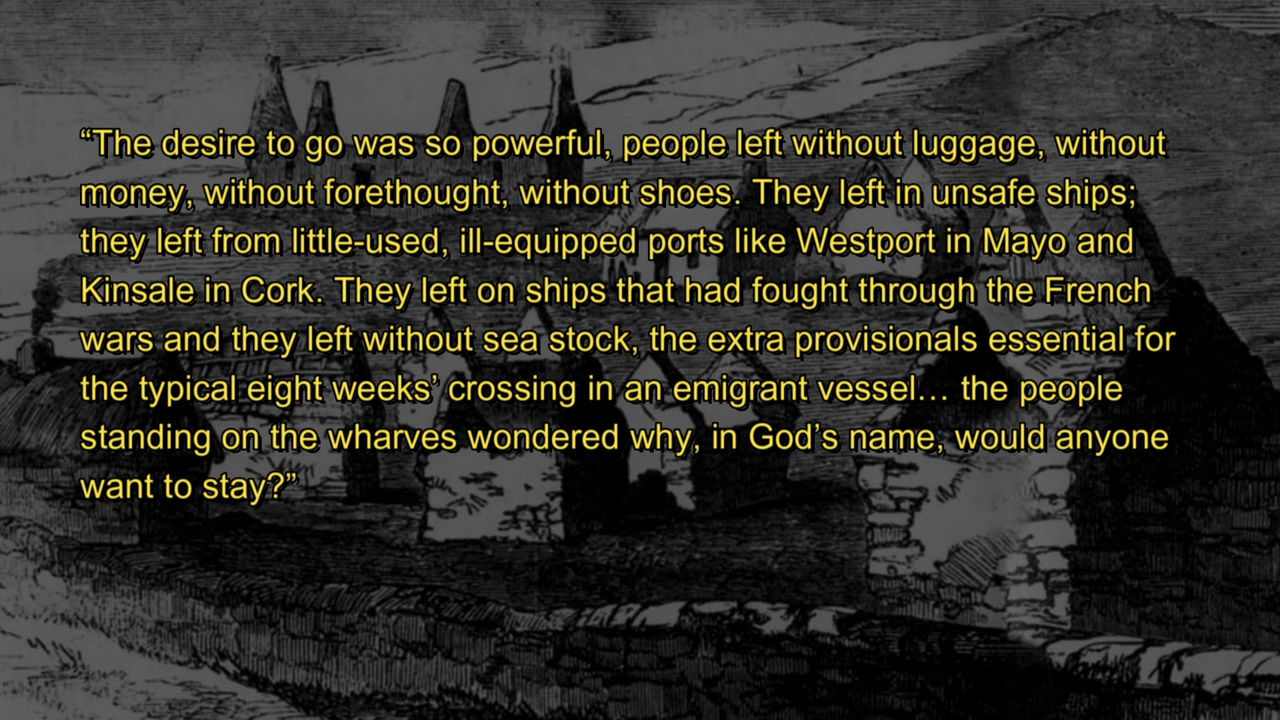 “The desire to go was so powerful, people left without luggage, without
money, without forethought, without shoes. They left in unsafe ships;
they left from little-used, ill-equipped ports like Westport in Mayo and
Kinsale in Cork. They left on ships that had fought through the French
wars and they left without sea stock, the extra provisionals essential for
the typical eight weeks’ crossing in an emigrant vessel… the people
standing on the wharves wondered why, in God’s name, would anyone
want to stay?”